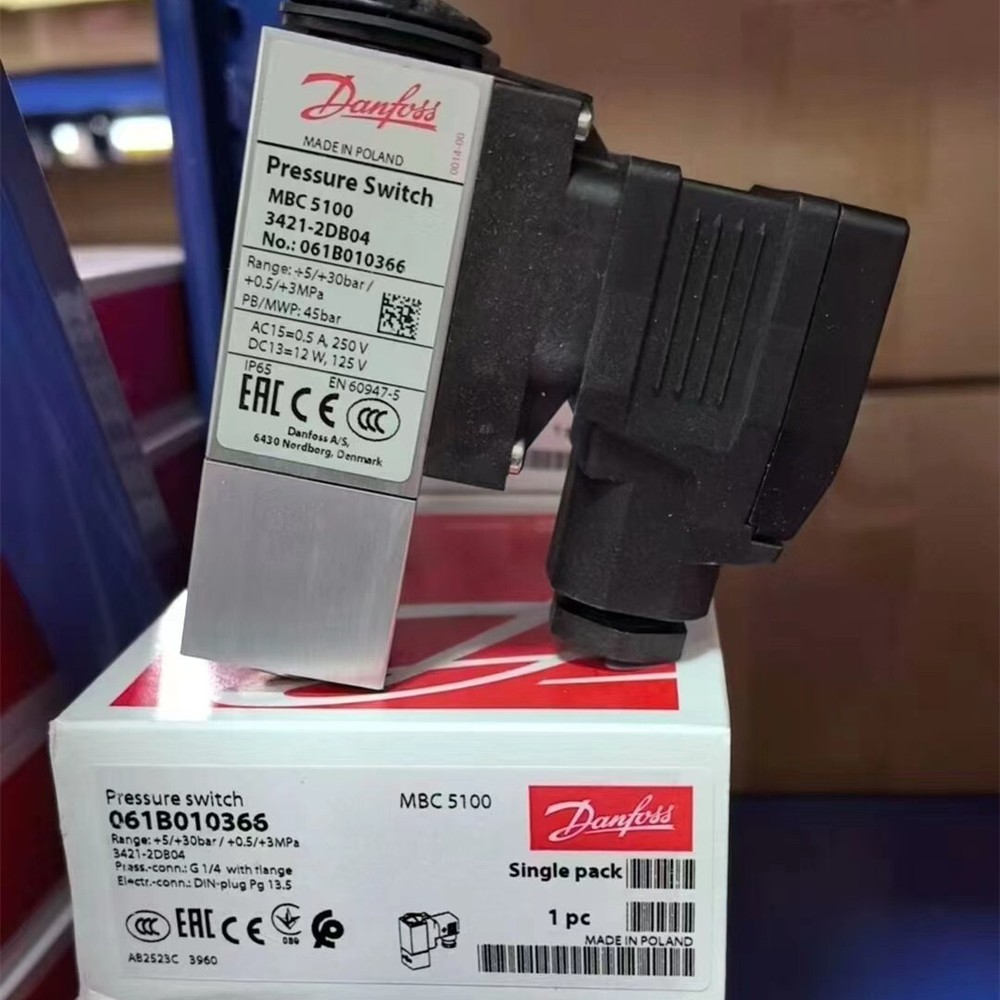 Danfoss
0014-00
MADE IN POLAND
Pressure Switch
MBC 5100
3421-2DB04
No.: 061B010366
Range: +5/+30bar /
+0.5/+3MPa
PB/MWP: 45bar
AC15=0.5 A, 250 V
DC13=12 W, 125 V
IP65
EN 60947-5
EAC CE CCC
Danfoss A/S,
6430 Nordborg, Denmark
Pressure switch
061B010366
Range: +5/+30bar / +0.5/+3MPa
3421-2DB04
Press.-conn.: G 1/4 with flange
Electr.-conn.: DIN-plug Pg 13.5
MBC 5100
Danfoss
Single pack
1 pc
MADE IN POLAND
CCC EAC CE
AB2523C 3960